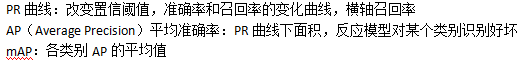 PR 曲线：改变置信阈值，准确率和召回率的变化曲线，横轴召回率
AP（Average Precision）平均准确率：PR 曲线下面积，反应模型对某个类别识别好坏
mAP：各类别 AP 的平均值